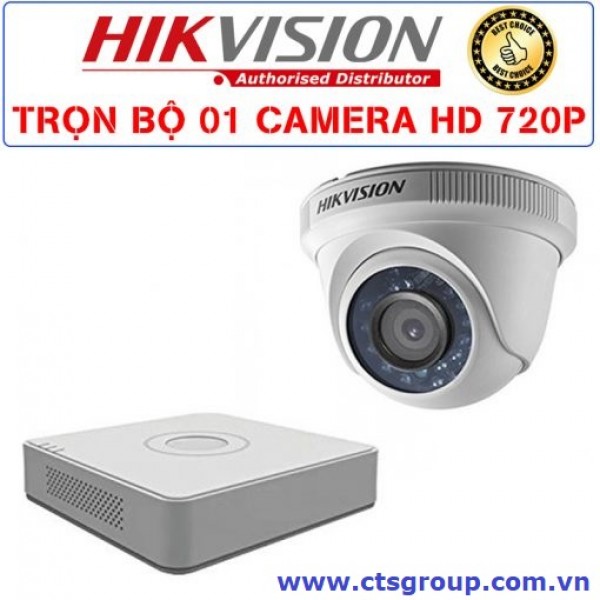 HIKVISION
Authorised Distributor
BEST CHOICE
BEST CHOICE
TRỌN BỘ 01 CAMERA HD 720P
HIKVISION
www.ctsgroup.com.vn